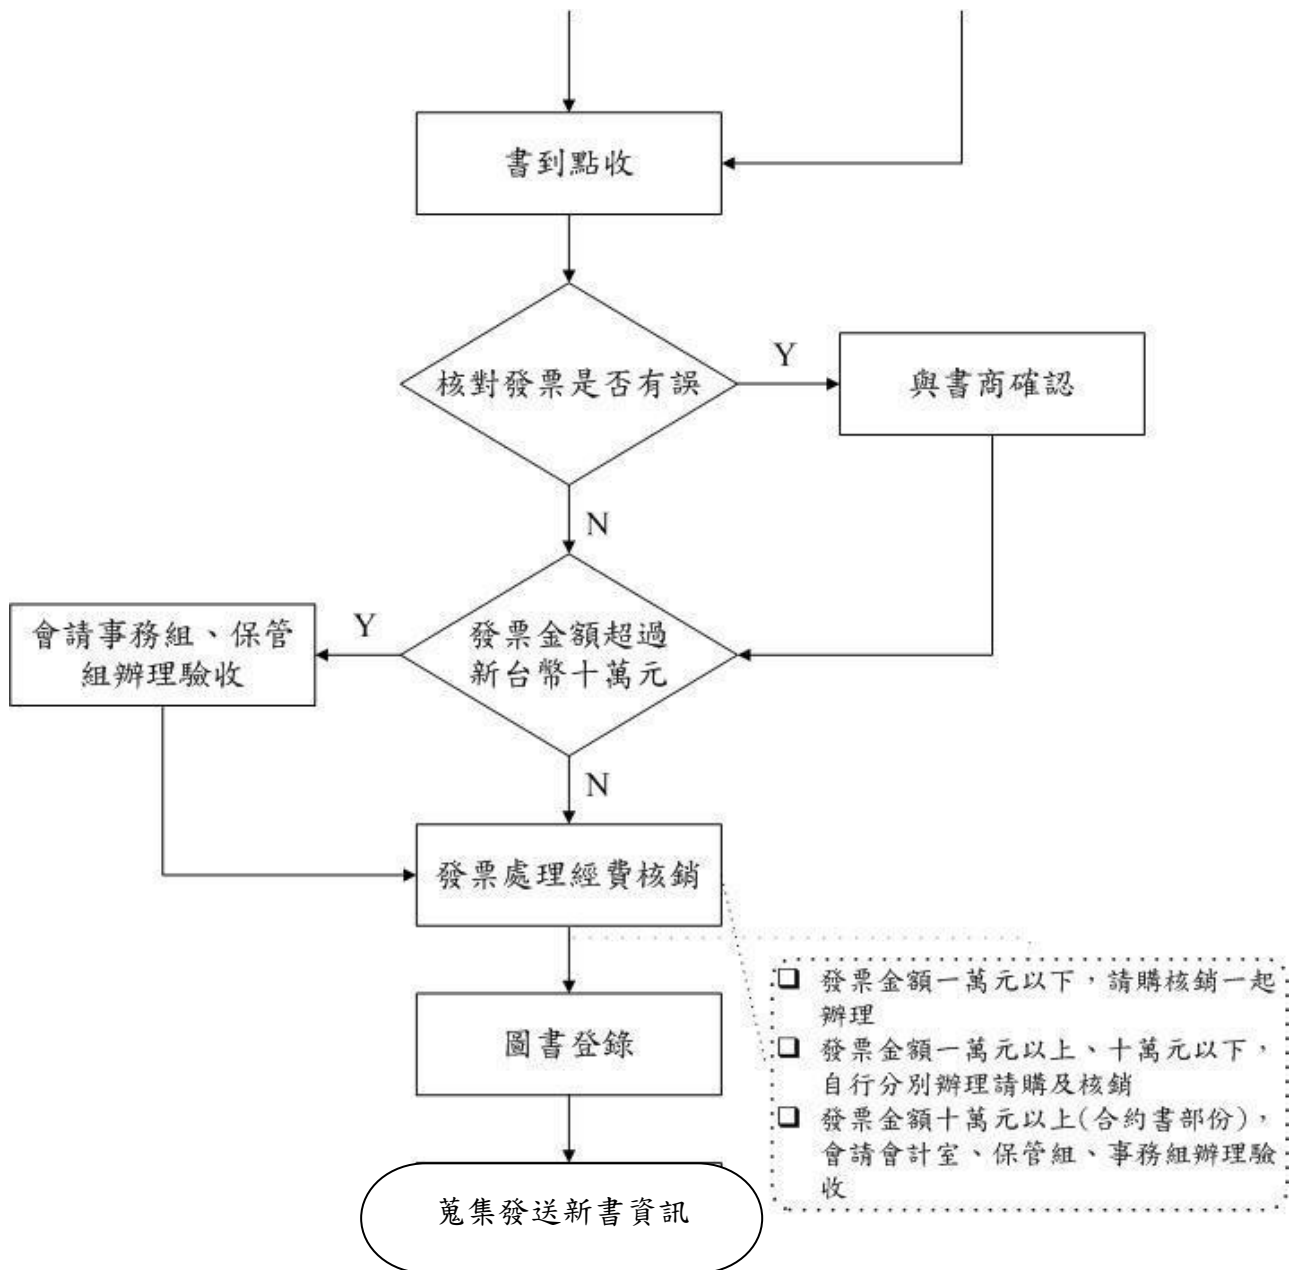 書到點收
核對發票是否有誤
Y
與書商確認
N
發票金額超過
新台幣十萬元
Y
會請事務組、保管
組辦理驗收
N
發票處理經費核銷
❑ 發票金額一萬元以下，請購核銷一起
辦理
❑ 發票金額一萬元以上、十萬元以下，
自行分別辦理請購及核銷
❑ 發票金額十萬元以上(合約書部份)，
會請會計室、保管組、事務組辦理驗
收
圖書登錄
蒐集發送新書資訊